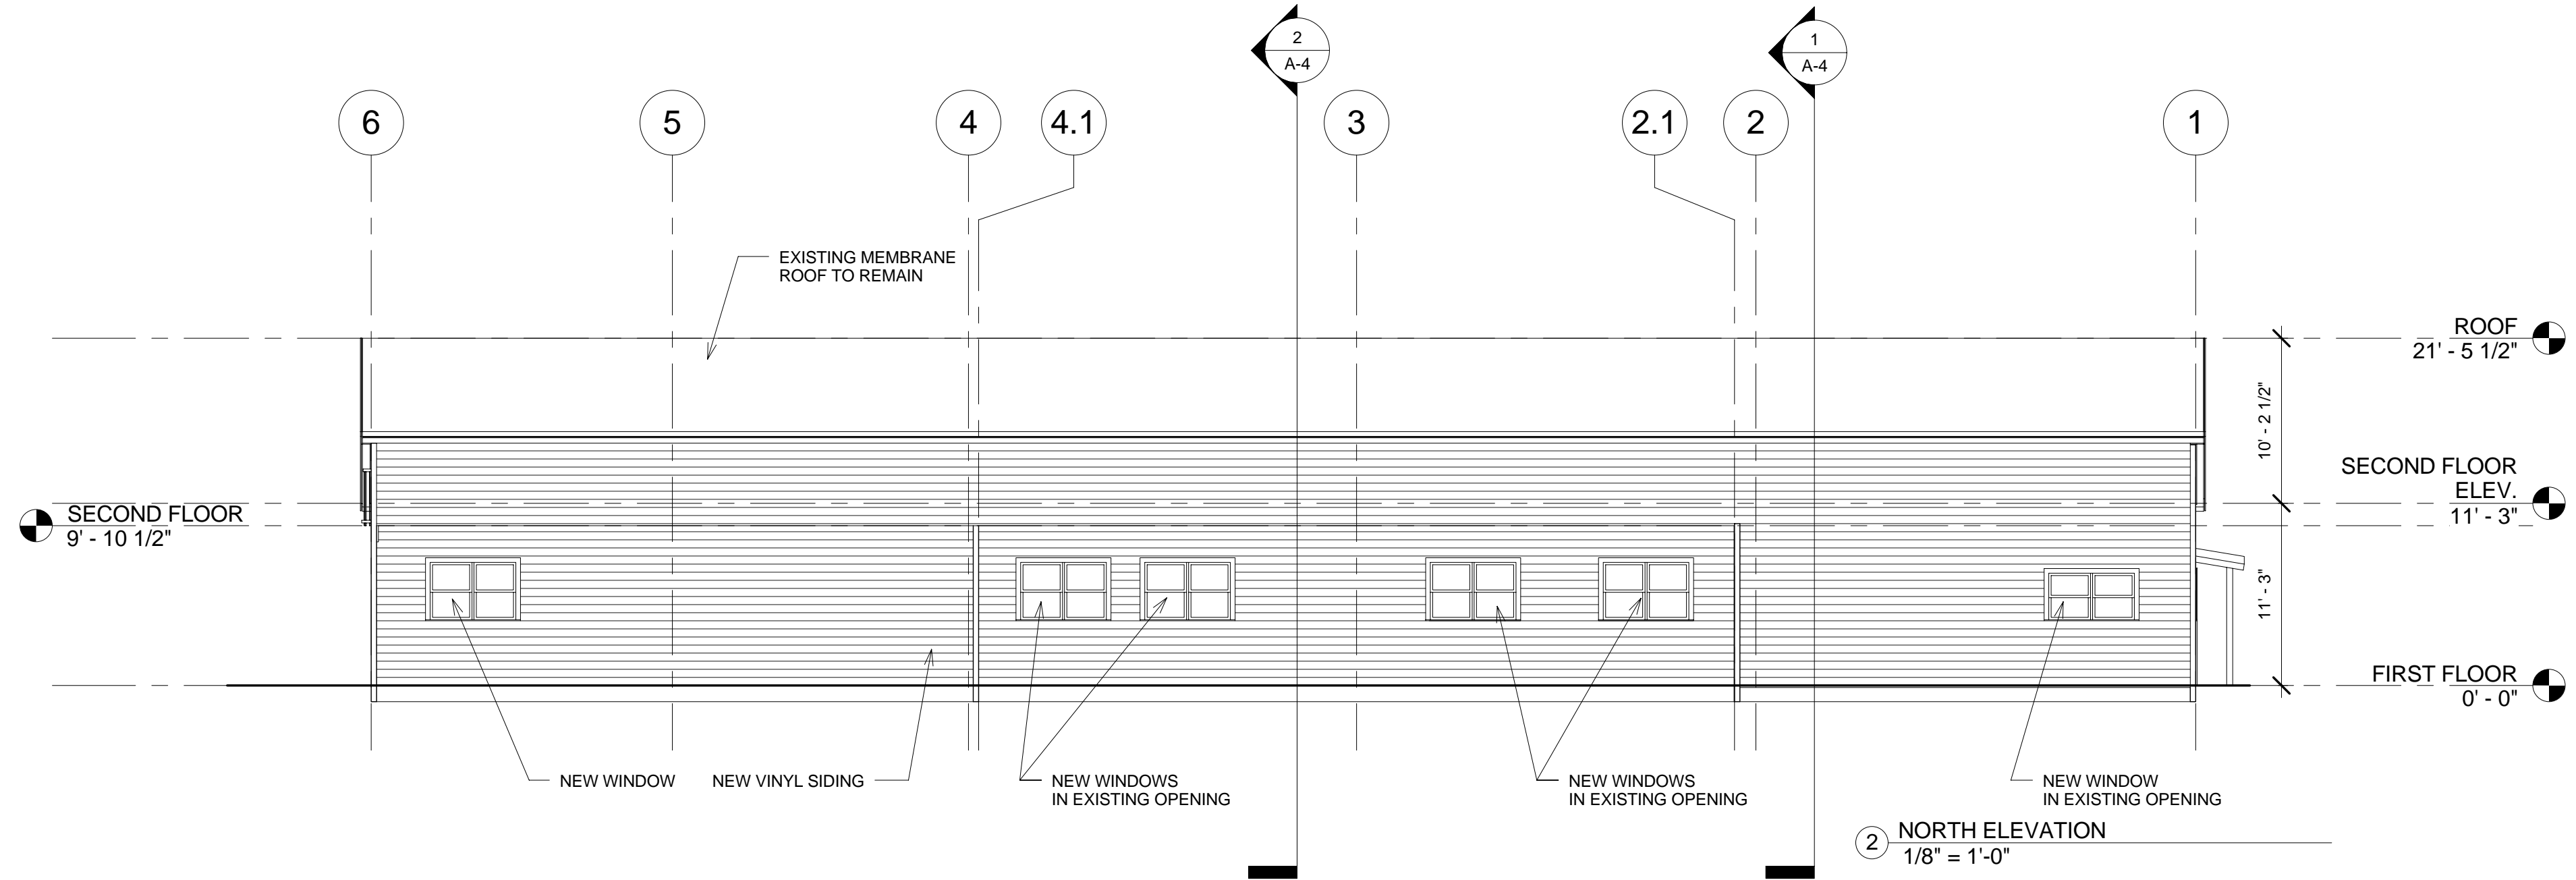 2
A-4
1
A-4
6
5
4
4.1
3
2.1
2
1
EXISTING MEMBRANE
ROOF TO REMAIN
ROOF
21' - 5 1/2"
10' - 2 1/2"
SECOND FLOOR
ELEV.
11' - 3"
SECOND FLOOR
9' - 10 1/2"
11' - 3"
FIRST FLOOR
0' - 0"
NEW WINDOW
NEW VINYL SIDING
NEW WINDOWS
IN EXISTING OPENING
NEW WINDOWS
IN EXISTING OPENING
NEW WINDOW
IN EXISTING OPENING
2
NORTH ELEVATION
1/8" = 1'-0"